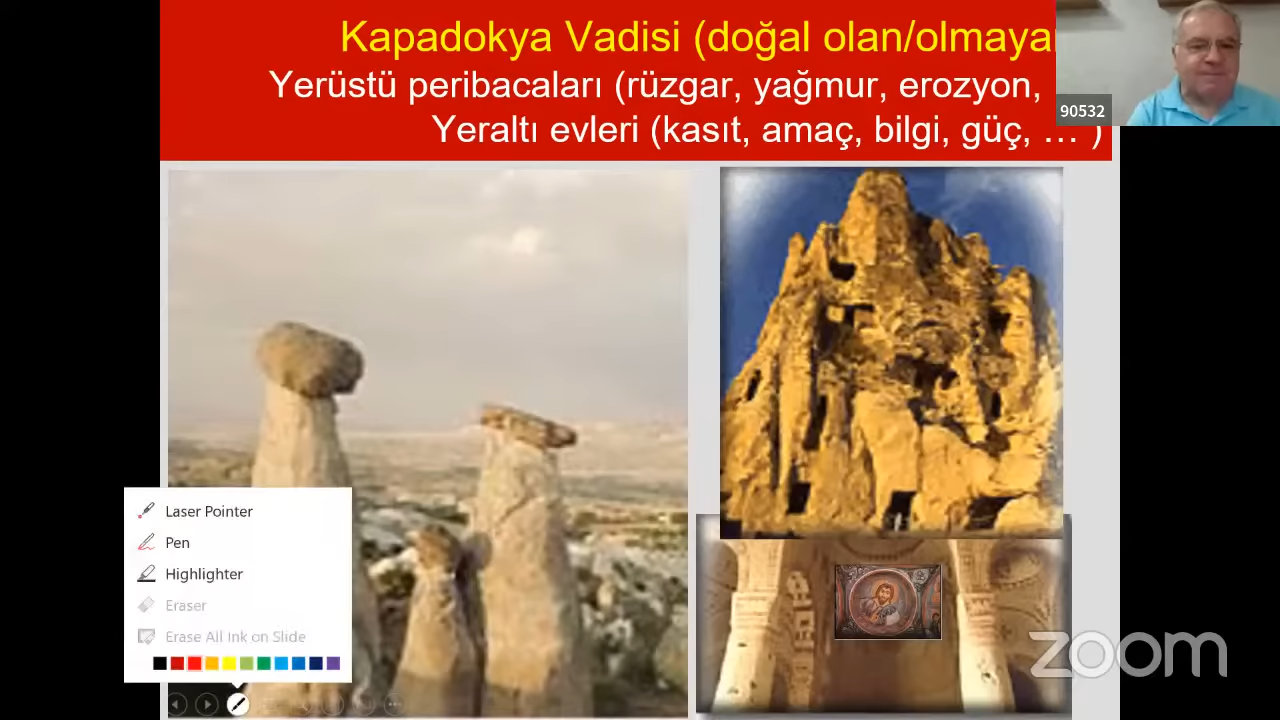 Kapadokya Vadisi (doğal olan/olmayan
Yerüstü peribacaları (rüzgar, yağmur, erozyon,
Yeraltı evleri (kasıt, amaç, bilgi, güç, … )
90532
Laser Pointer
Pen
Highlighter
Eraser
Erase All Ink on Slide
zoom